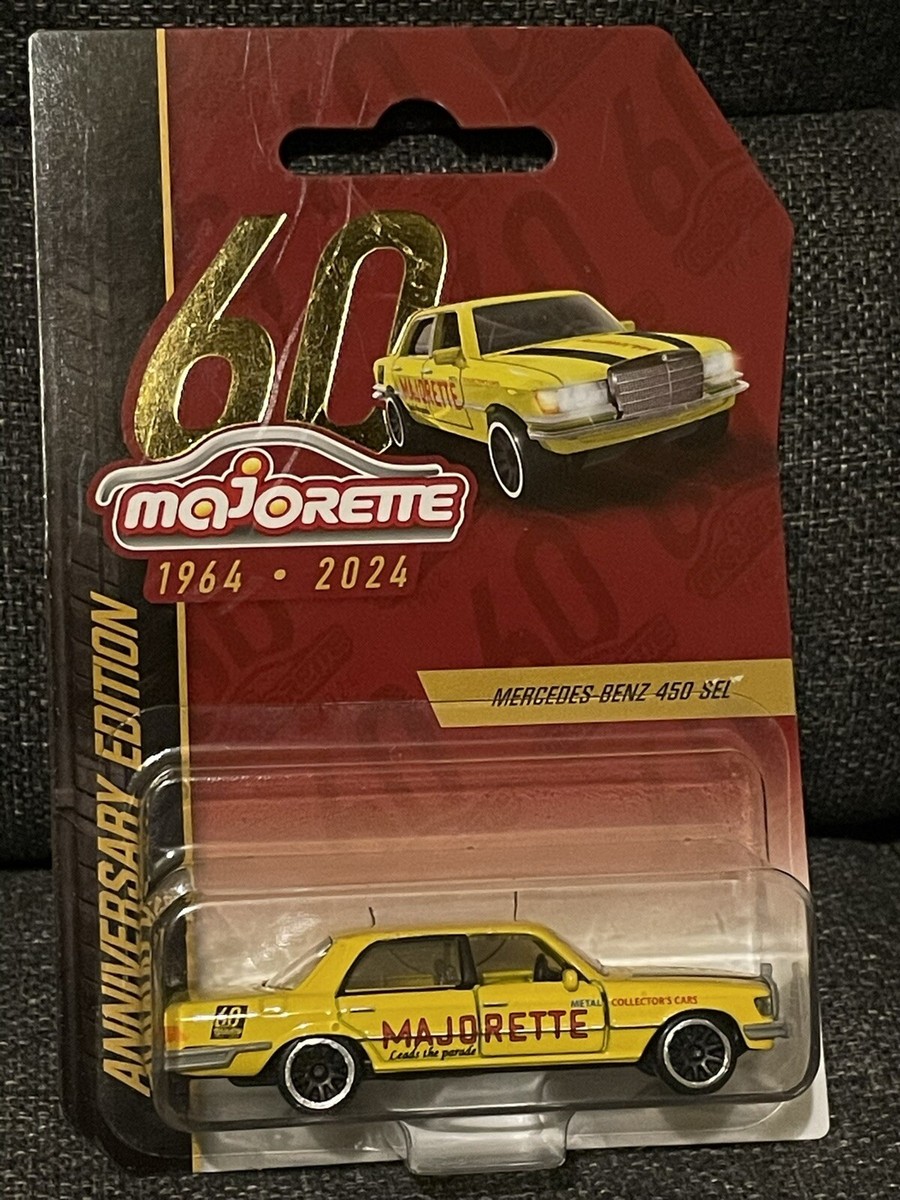 60
MAJORETTE
1964 • 2024
MAJORETTE
MERCEDES-BENZ 450 SEL
ANNIVERSARY EDITION
60
METAL COLLECTOR'S CARS
MAJORETTE
Leads the parade